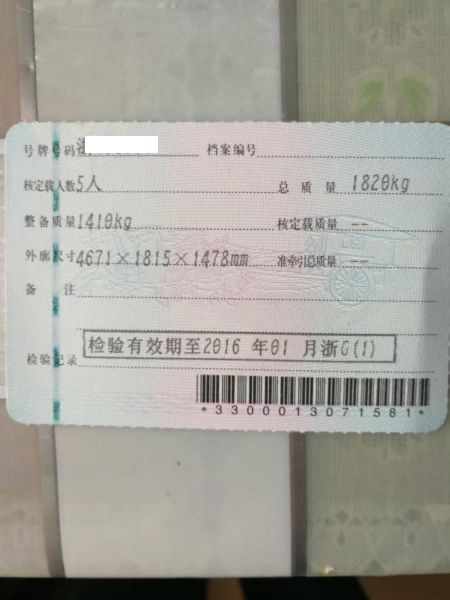 号牌号码 档案编号
核定载人数 5人 总质量 1820kg
整备质量 1410kg 核定载质量 --
外廓尺寸 4671×1815×1478mm 准牵引总质量 --
备注
检验记录 检验有效期至2016年01月浙G(1)
*3300013071581*